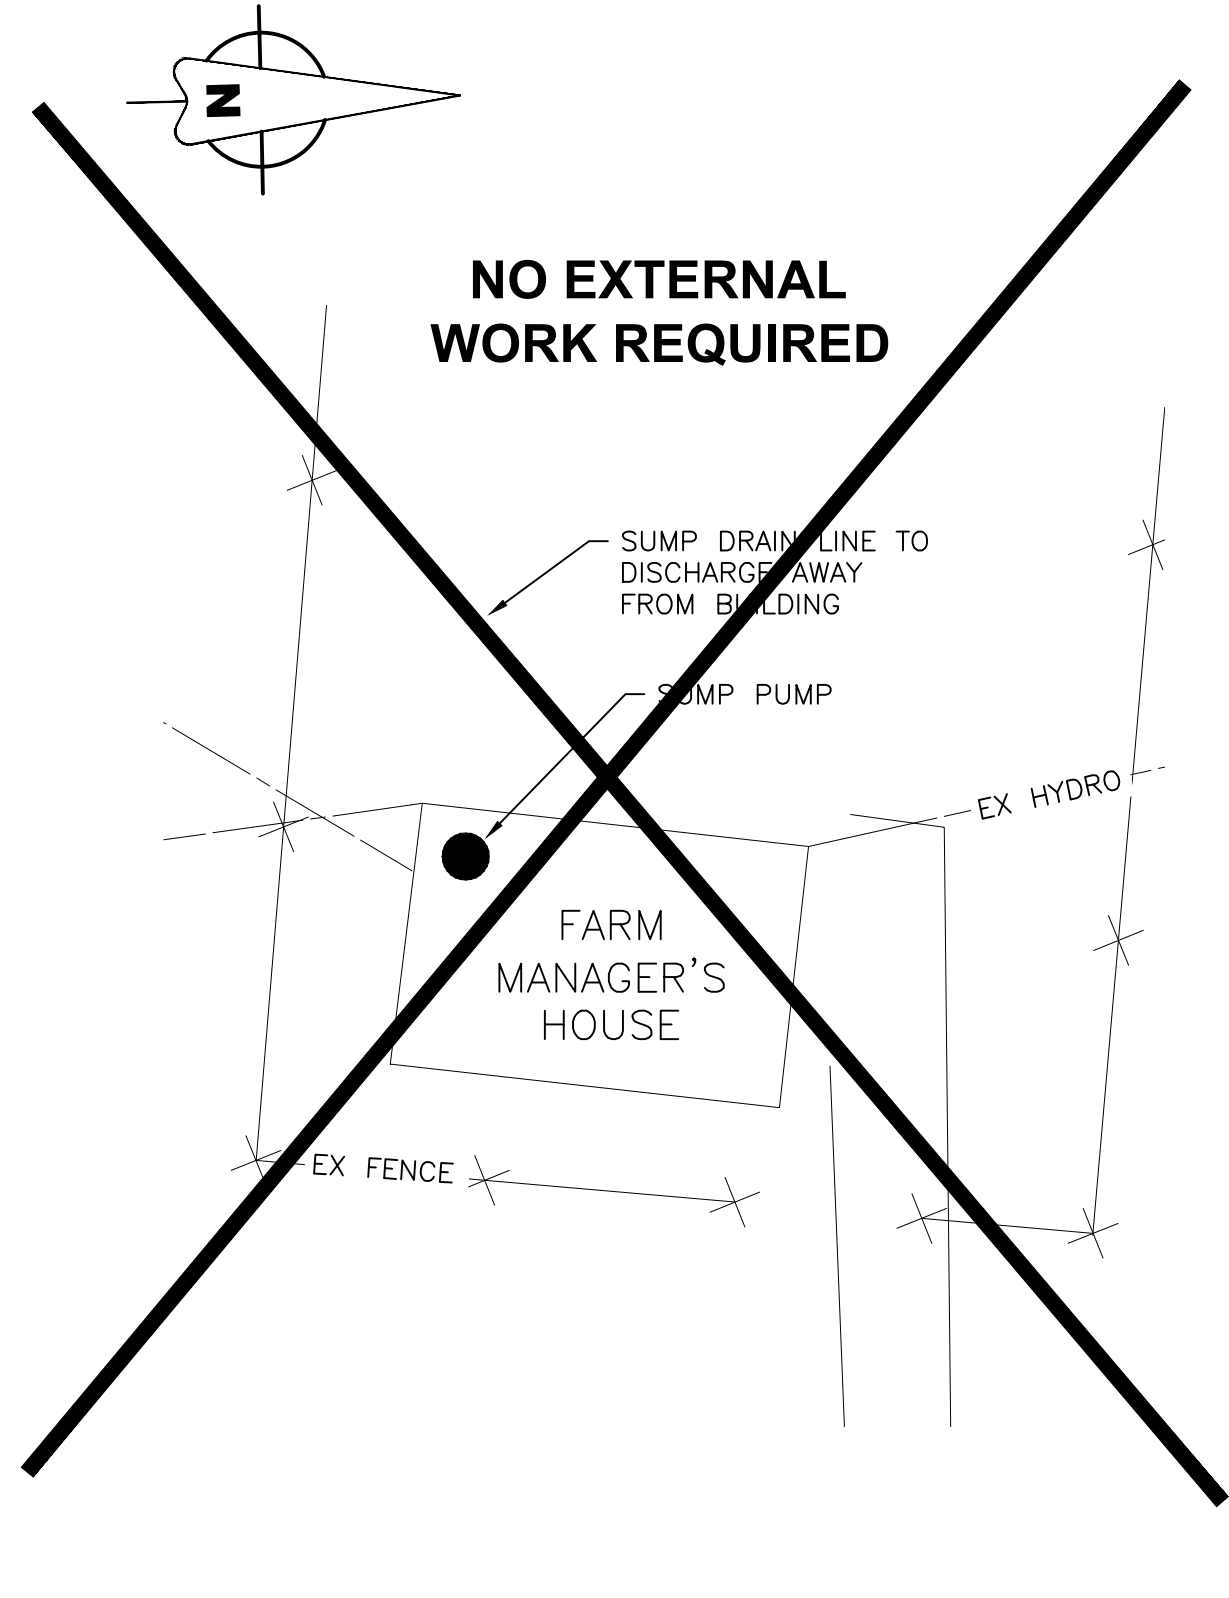 N
NO EXTERNAL
WORK REQUIRED
SUMP DRAIN LINE TO
DISCHARGE AWAY
FROM BUILDING
SUMP PUMP
EX HYDRO
FARM
MANAGER'S
HOUSE
EX FENCE